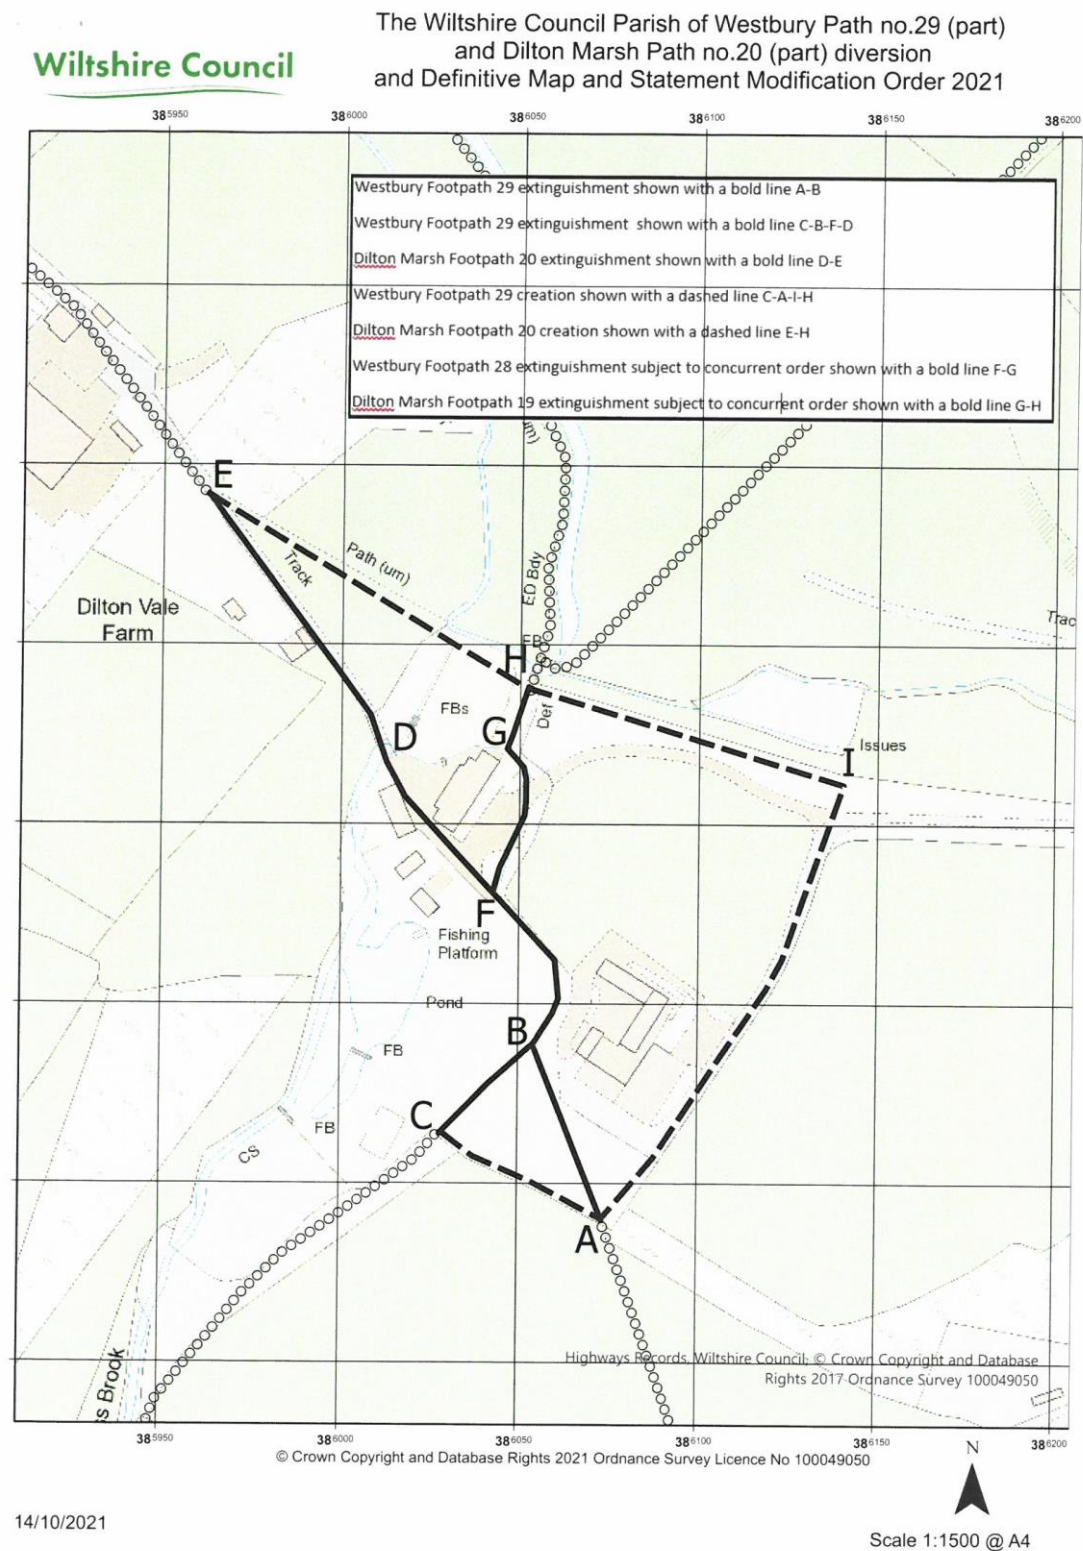 Wiltshire Council
The Wiltshire Council Parish of Westbury Path no.29 (part)
and Dilton Marsh Path no.20 (part) diversion
and Definitive Map and Statement Modification Order 2021
385950 386000 386050 386100 386150 386200
Westbury Footpath 29 extinguishment shown with a bold line A-B
Westbury Footpath 29 extinguishment shown with a bold line C-B-F-D
Dilton Marsh Footpath 20 extinguishment shown with a bold line D-E
Westbury Footpath 29 creation shown with a dashed line C-A-I-H
Dilton Marsh Footpath 20 creation shown with a dashed line E-H
Westbury Footpath 28 extinguishment subject to concurrent order shown with a bold line F-G
Dilton Marsh Footpath 19 extinguishment subject to concurrent order shown with a bold line G-H
um)
E
Path (um)
Track
ED Bdy
Dilton Vale
Farm
Trac
FB
H
FBs
Def
D
G
Issues
I
F
Fishing
Platform
Pond
B
FB
C
FB
CS
A
ss Brook
Highways Records, Wiltshire Council; © Crown Copyright and Database
Rights 2017 Ordnance Survey 100049050
385950 386000 386050 386100 386150 386200
© Crown Copyright and Database Rights 2021 Ordnance Survey Licence No 100049050
N
14/10/2021
Scale 1:1500 @ A4